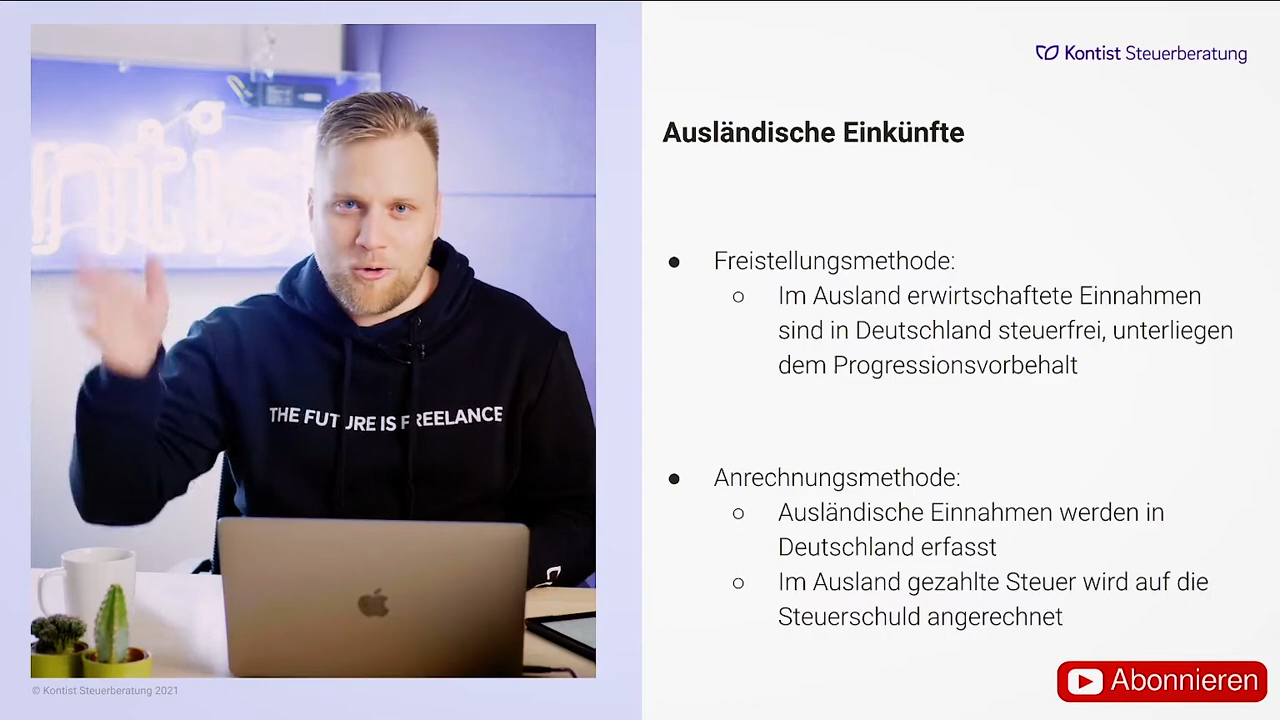 Kontist Steuerberatung
Ausländische Einkünfte
● Freistellungsmethode:
○ Im Ausland erwirtschaftete Einnahmen
sind in Deutschland steuerfrei, unterliegen
dem Progressionsvorbehalt
● Anrechnungsmethode:
○ Ausländische Einnahmen werden in
Deutschland erfasst
○ Im Ausland gezahlte Steuer wird auf die
Steuerschuld angerechnet
THE FUTURE IS FREELANCE
© Kontist Steuerberatung 2021
Abonnieren